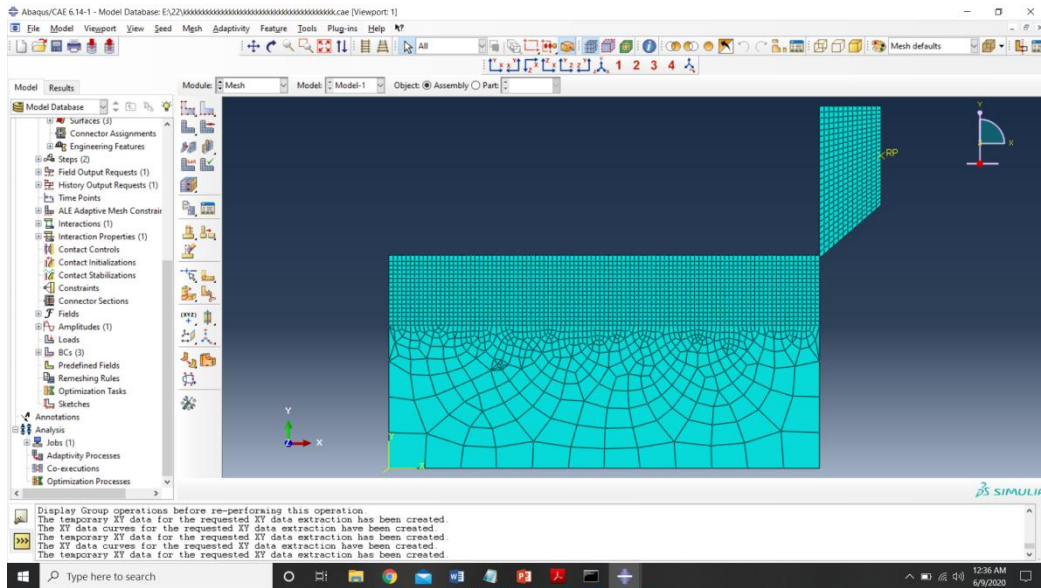 Abaqus/CAE 6.14-1 - Model Database: E:\22\kkkkkkkkkkkkkkkkkkkkkkkkkkkkkkkkkkkkkkkk.cae [Viewport: 1]
File Model Viewport View Seed Mesh Adaptivity Feature Tools Plug-ins Help
All Mesh defaults
1 2 3 4
Model Results Module: Mesh Model: Model-1 Object: Assembly Part:
Model Database
Surfaces (3)
Connector Assignments
Engineering Features
Steps (2)
Field Output Requests (1)
History Output Requests (1)
Time Points
ALE Adaptive Mesh Constrain
Interactions (1)
Interaction Properties (1)
Contact Controls
Contact Initializations
Contact Stabilizations
Constraints
Connector Sections
Fields
Amplitudes (1)
Loads
BCs (3)
Predefined Fields
Remeshing Rules
Optimization Tasks
Sketches
Annotations
Analysis
Jobs (1)
Adaptivity Processes
Co-executions
Optimization Processes
Y
X
RP
Y
Z X
Y
X
SIMULIA
Display Group operations before re-performing this operation.
The temporary XY data for the requested XY data extraction has been created.
The XY data curves for the requested XY data extraction have been created.
The temporary XY data for the requested XY data extraction has been created.
The XY data curves for the requested XY data extraction have been created.
The temporary XY data for the requested XY data extraction has been created.
Type here to search
12:36 AM
6/9/2020